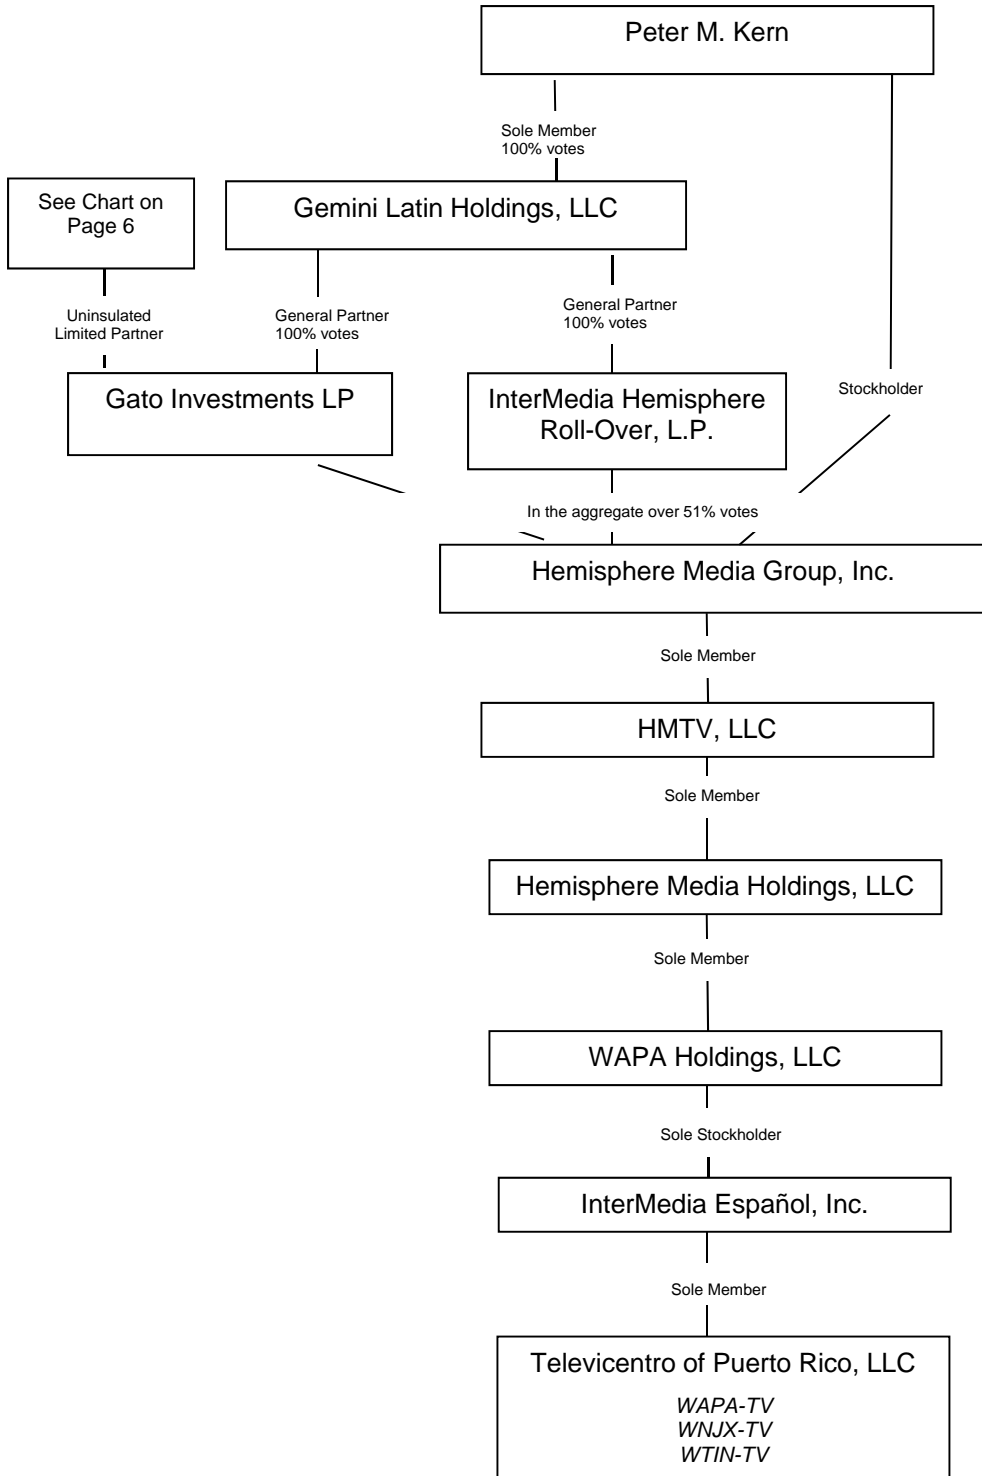 Peter M. Kern
Sole Member
100% votes
See Chart on
Page 6
Gemini Latin Holdings, LLC
Uninsulated
Limited Partner
General Partner
100% votes
General Partner
100% votes
Gato Investments LP
InterMedia Hemisphere
Roll-Over, L.P.
Stockholder
In the aggregate over 51% votes
Hemisphere Media Group, Inc.
Sole Member
HMTV, LLC
Sole Member
Hemisphere Media Holdings, LLC
Sole Member
WAPA Holdings, LLC
Sole Stockholder
InterMedia Español, Inc.
Sole Member
Televicentro of Puerto Rico, LLC
WAPA-TV
WNJX-TV
WTIN-TV